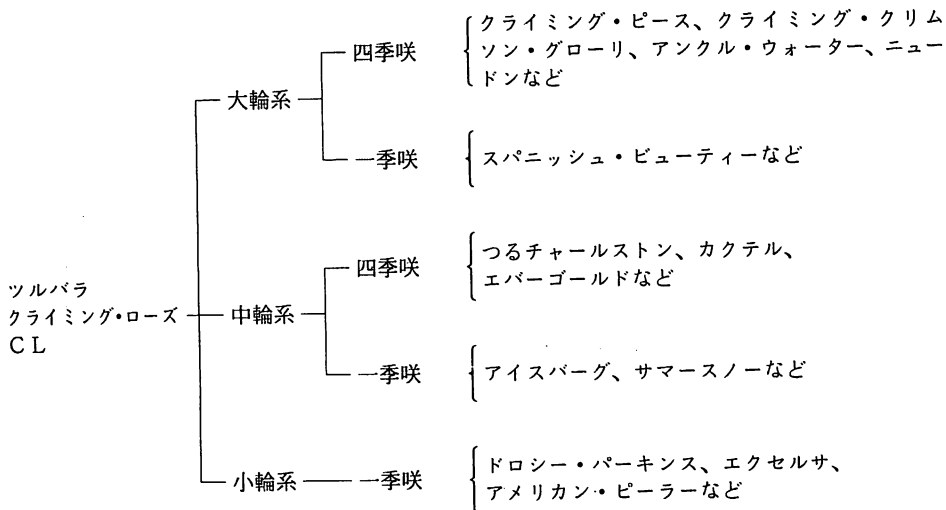 四季咲
クライミング・ピース、クライミング・クリム
ソン・グローリ、アンクル・ウォーター、ニュー
ドンなど
大輪系
一季咲
スパニッシュ・ビューティーなど
四季咲
つるチャールストン、カクテル、
エバーゴールドなど
ツルバラ
クライミング・ローズ
CL
中輪系
一季咲
アイスバーグ、サマースノーなど
小輪系
一季咲
ドロシー・パーキンス、エクセルサ、
アメリカン・ピーラーなど